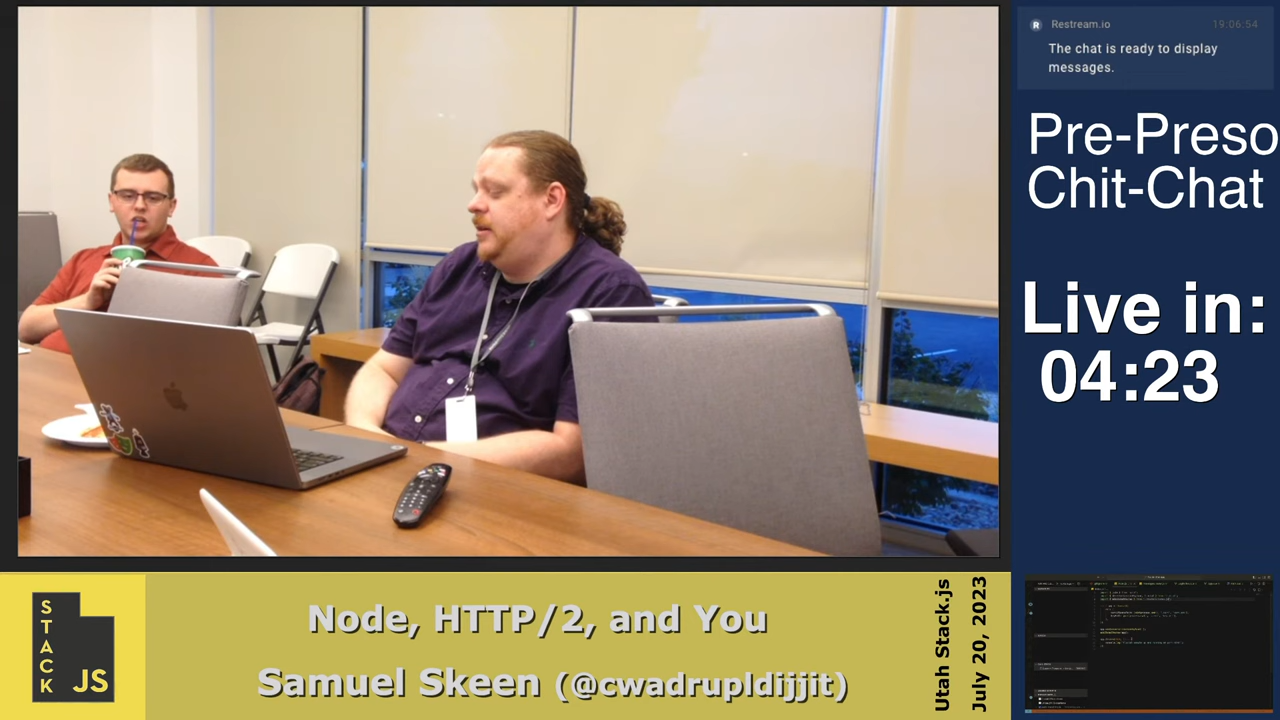 R Restream.io 19:06:54
The chat is ready to display
messages.
Pre-Preso
Chit-Chat
Live in:
04:23
STACK
JS
Node, HTTP/2, and You
Samuel Skeen (@cwadrupldijjit)
Utah Stack.js
July 20, 2023